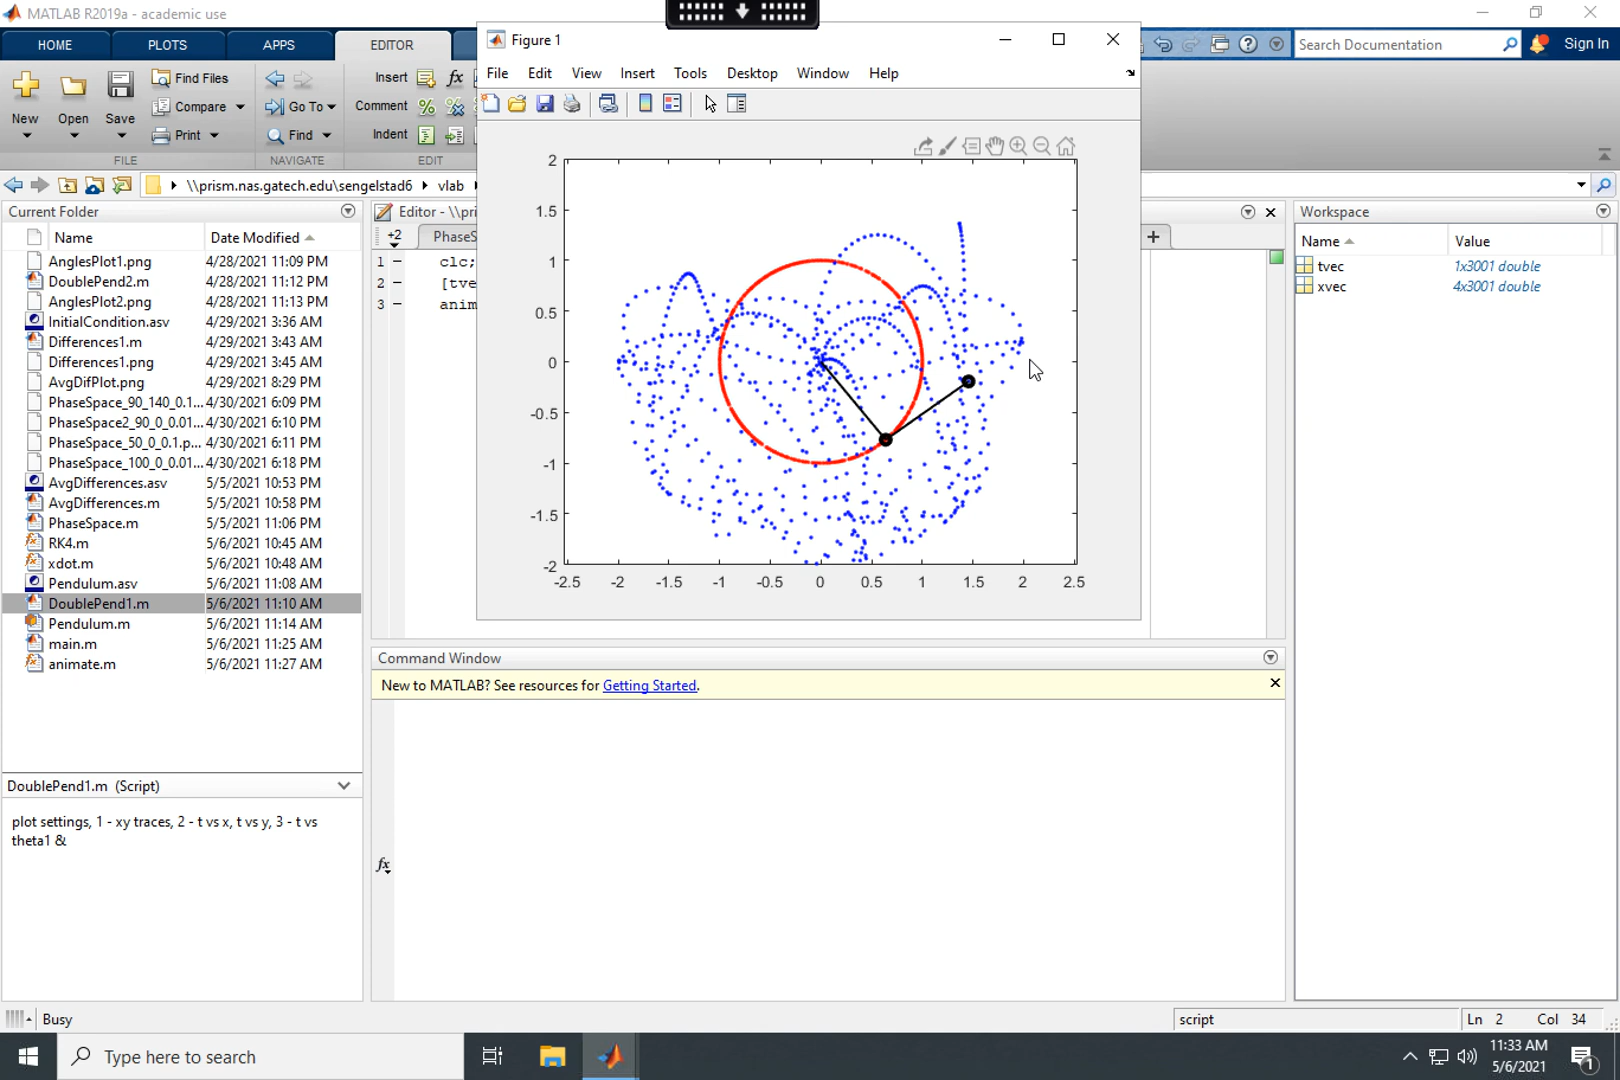 MATLAB R2019a - academic use
HOME PLOTS APPS EDITOR
Search Documentation
Sign In
New
Open
Save
Find Files
Compare
Print
Go To
Find
Insert
Comment
Indent
FILE NAVIGATE EDIT
\\prism.nas.gatech.edu\sengelstad6 vlab
Current Folder
Name Date Modified
AnglesPlot1.png 4/28/2021 11:09 PM
DoublePend2.m 4/28/2021 11:12 PM
AnglesPlot2.png 4/28/2021 11:13 PM
InitialCondition.asv 4/29/2021 3:36 AM
Differences1.m 4/29/2021 3:43 AM
Differences1.png 4/29/2021 3:45 AM
AvgDifPlot.png 4/29/2021 8:29 PM
PhaseSpace_90_140_0.1... 4/30/2021 6:09 PM
PhaseSpace2_90_0_0.01... 4/30/2021 6:10 PM
PhaseSpace_50_0_0.1.p... 4/30/2021 6:11 PM
PhaseSpace_100_0_0.01... 4/30/2021 6:18 PM
AvgDifferences.asv 5/5/2021 10:53 PM
AvgDifferences.m 5/5/2021 10:58 PM
PhaseSpace.m 5/5/2021 11:06 PM
RK4.m 5/6/2021 10:45 AM
xdot.m 5/6/2021 10:48 AM
Pendulum.asv 5/6/2021 11:08 AM
DoublePend1.m 5/6/2021 11:10 AM
Pendulum.m 5/6/2021 11:14 AM
main.m 5/6/2021 11:25 AM
animate.m 5/6/2021 11:27 AM
DoublePend1.m (Script)
plot settings, 1 - xy traces, 2 - t vs x, t vs y, 3 - t vs
theta1 &
Editor - \\pri
+2 PhaseS
1 clc;
2 [tve
3 anim
Figure 1
File Edit View Insert Tools Desktop Window Help
2
1.5
1
0.5
0
-0.5
-1
-1.5
-2
-2.5 -2 -1.5 -1 -0.5 0 0.5 1 1.5 2 2.5
Command Window
New to MATLAB? See resources for Getting Started.
fx
Workspace
Name Value
tvec 1x3001 double
xvec 4x3001 double
Busy
script
Ln 2 Col 34
Type here to search
11:33 AM
5/6/2021
1